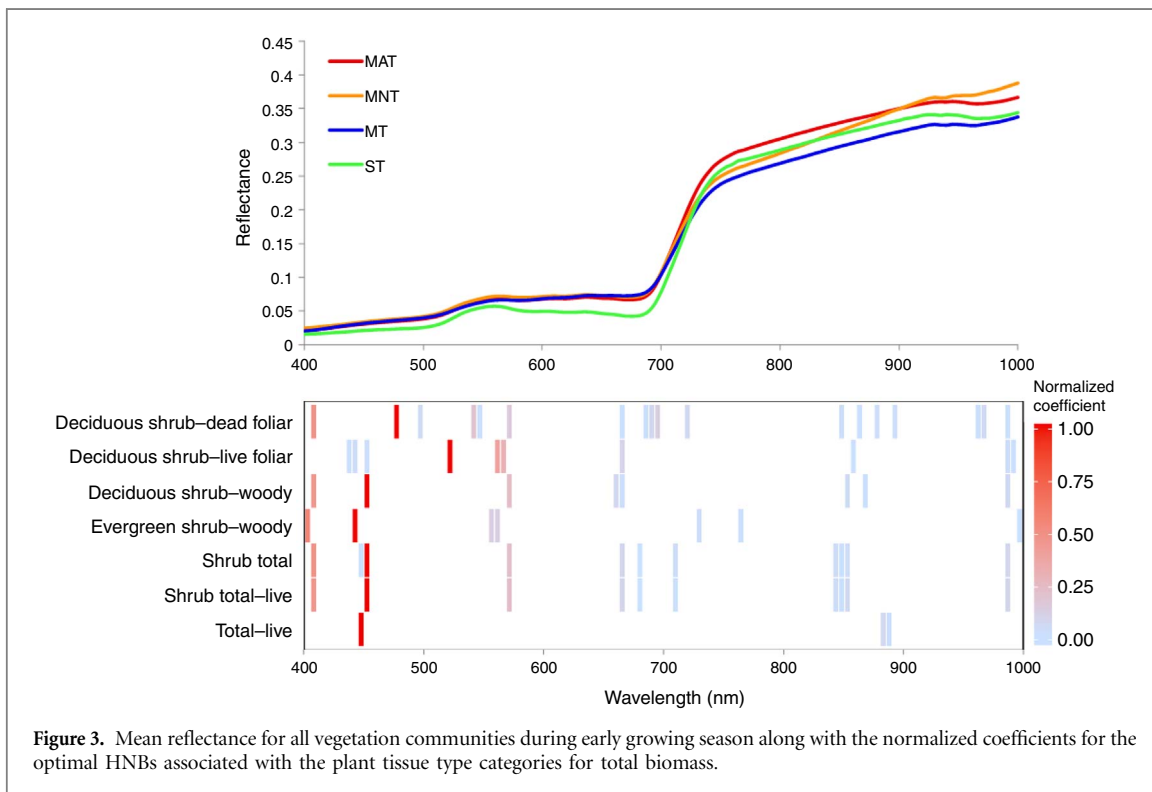 0.45
0.4
0.35
0.3
0.25
0.2
0.15
0.1
0.05
0
Reflectance
MAT
MNT
MT
ST
400 500 600 700 800 900 1000
Normalized
coefficient
1.00
0.75
0.50
0.25
0.00
Deciduous shrub–dead foliar
Deciduous shrub–live foliar
Deciduous shrub–woody
Evergreen shrub–woody
Shrub total
Shrub total–live
Total–live
400 500 600 700 800 900 1000
Wavelength (nm)
Figure 3. Mean reflectance for all vegetation communities during early growing season along with the normalized coefficients for the
optimal HNBs associated with the plant tissue type categories for total biomass.